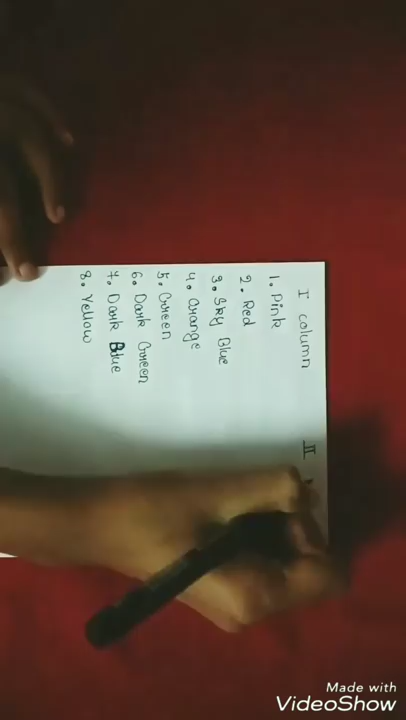 I column II
1. Pink
2. Red
3. Sky Blue
4. Orange
5. Green
6. Dark Green
7. Dark Blue
8. Yellow
Made with
VideoShow